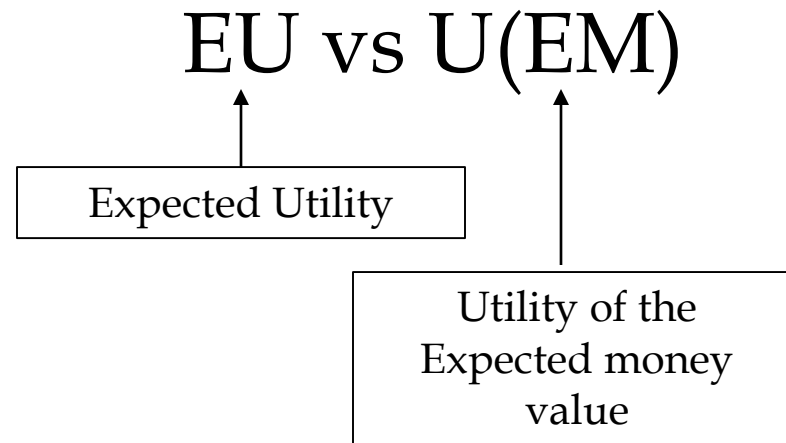 EU vs U(EM)
Expected Utility
Utility of the
Expected money
value